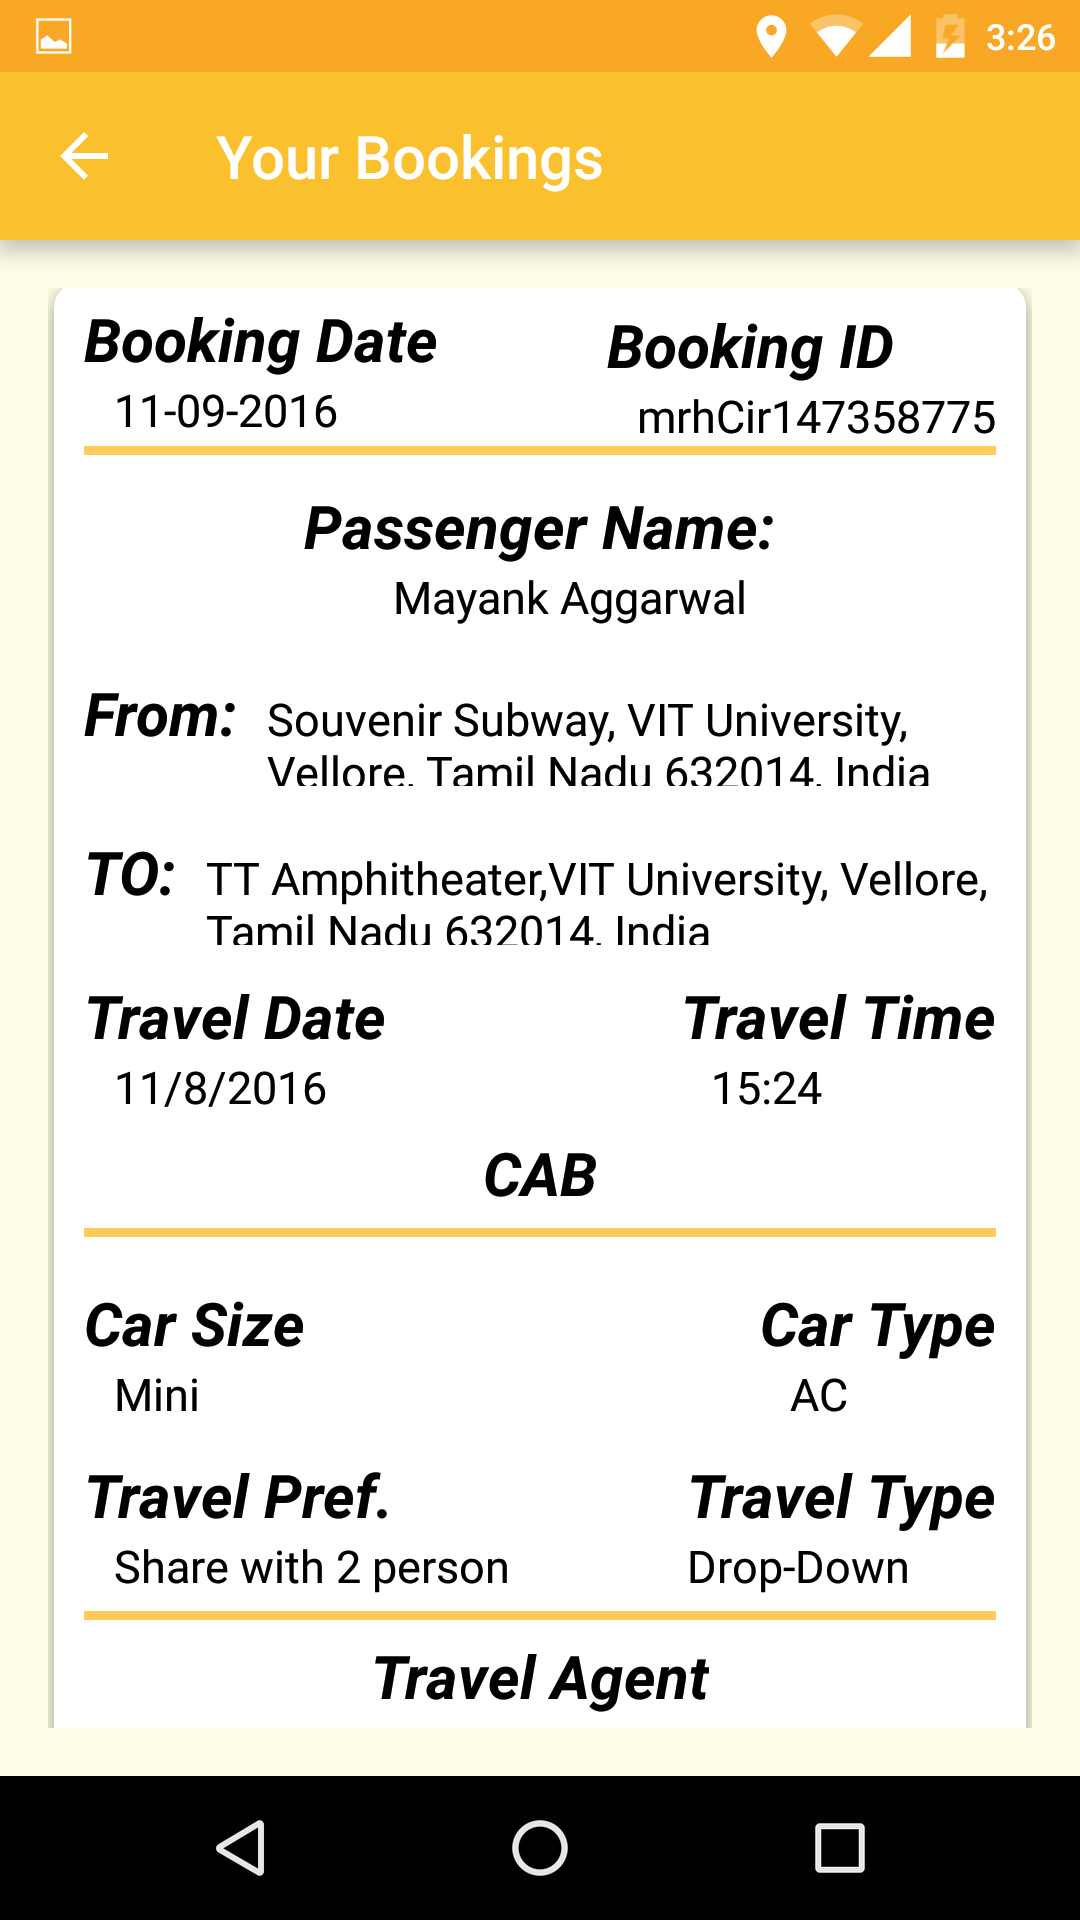 3:26
Your Bookings
Booking Date
Booking ID
11-09-2016
mrhCir147358775
Passenger Name:
Mayank Aggarwal
From: Souvenir Subway, VIT University,
Vellore, Tamil Nadu 632014, India
TO: TT Amphitheater,VIT University, Vellore,
Tamil Nadu 632014, India
Travel Date
Travel Time
11/8/2016
15:24
CAB
Car Size
Car Type
Mini
AC
Travel Pref.
Travel Type
Share with 2 person
Drop-Down
Travel Agent